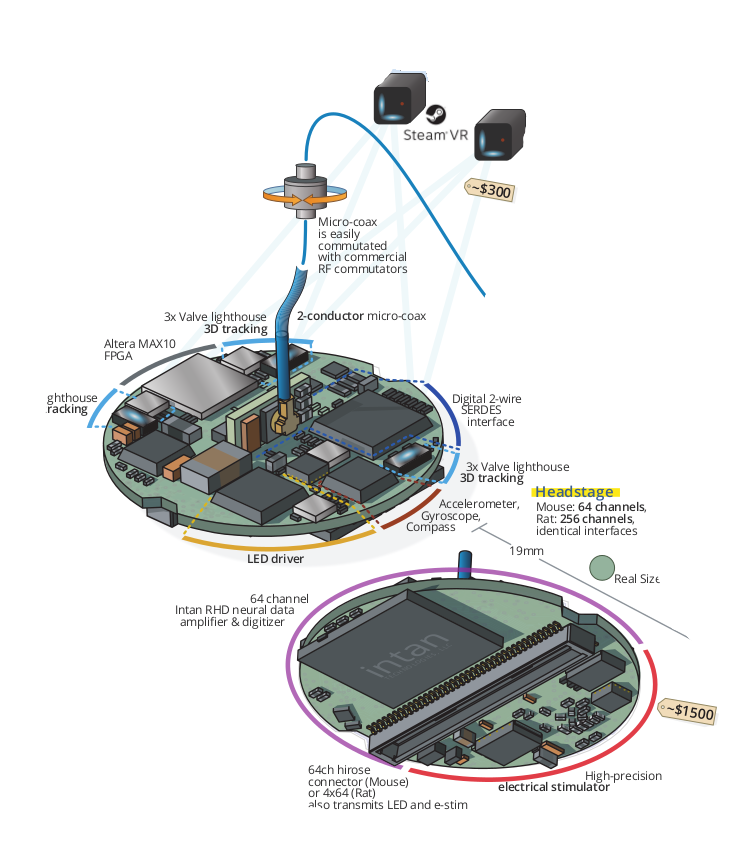 Steam VR
~$300
Micro-coax
is easily
commutated
with commercial
RF commutators
3x Valve lighthouse
3D tracking
2-conductor micro-coax
Altera MAX10
FPGA
ghthouse
racking
Digital 2-wire
SERDES
interface
3x Valve lighthouse
3D tracking
Accelerometer,
Gyroscope,
Compass
LED driver
Headstage
Mouse: 64 channels,
Rat: 256 channels,
identical interfaces
19mm
Real Size
64 channel
Intan RHD neural data
amplifier & digitizer
intan
~$1500
64ch hirose
connector (Mouse)
or 4x64 (Rat)
also transmits LED and e-stim
High-precision
electrical stimulator